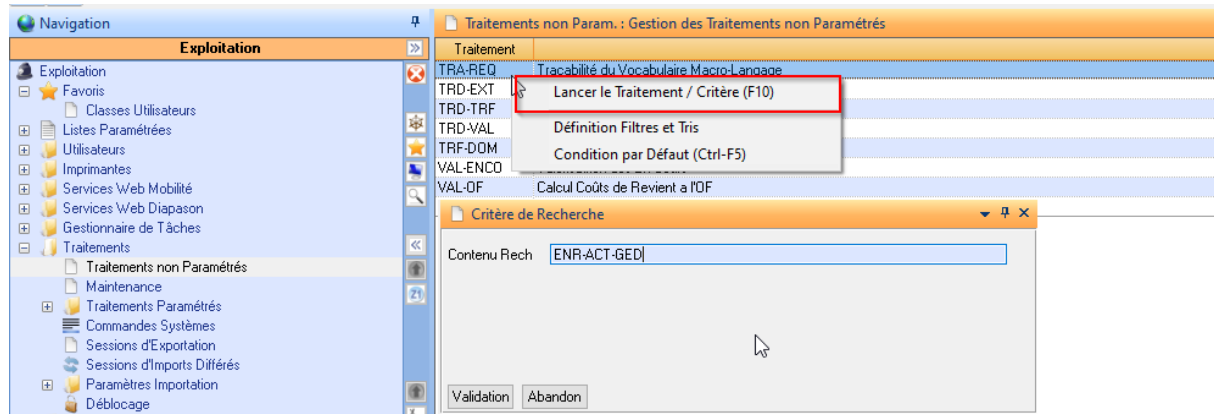 Navigation
Exploitation
Exploitation
Favoris
Classes Utilisateurs
Listes Paramétrées
Utilisateurs
Imprimantes
Services Web Mobilité
Services Web Diapason
Gestionnaire de Tâches
Traitements
Traitements non Paramétrés
Maintenance
Traitements Paramétrés
Commandes Systèmes
Sessions d'Exportation
Sessions d'Imports Différés
Paramètres Importation
Déblocage
Traitements non Param. : Gestion des Traitements non Paramétrés
Traitement
TRA-REQ Tracabilité du Vocabulaire Macro-Langage
TRD-EXT
TRD-TRF
TRD-VAL
TRF-DOM
VAL-ENCO
VAL-OF Calcul Coûts de Revient a l'OF
Lancer le Traitement / Critère (F10)
Définition Filtres et Tris
Condition par Défaut (Ctrl-F5)
Critère de Recherche
Contenu Rech ENR-ACT-GED
Validation Abandon